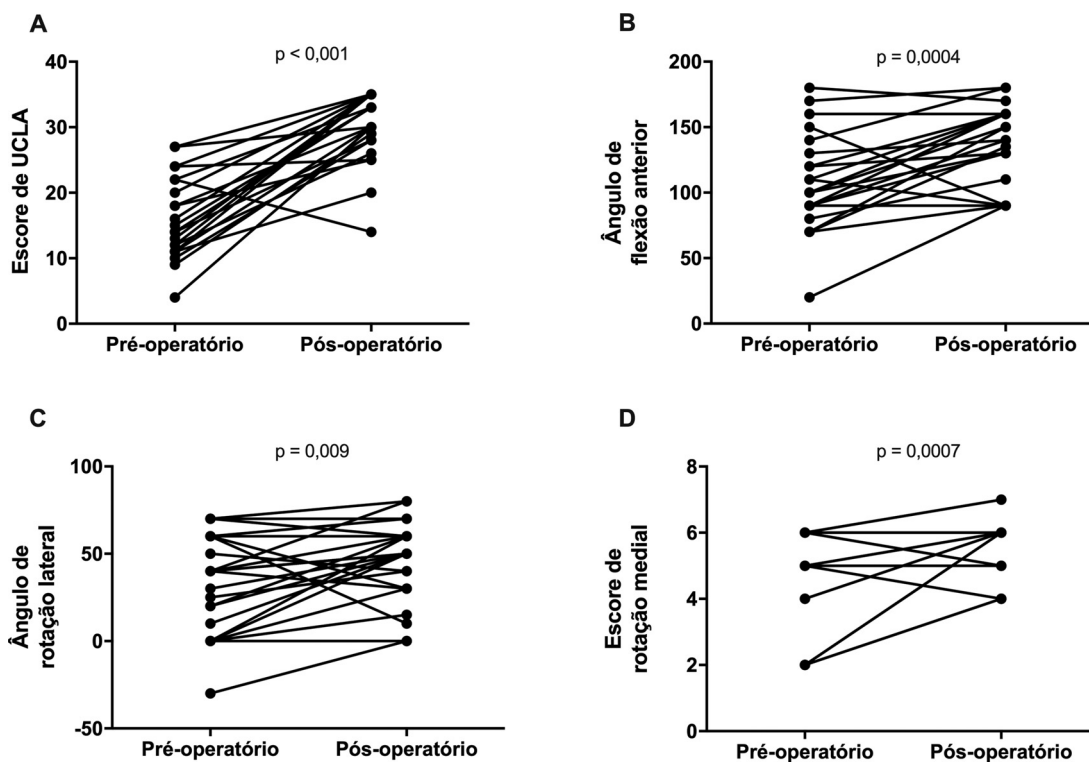 A
p < 0,001
Escore de UCLA
40
30
20
10
0
Pré-operatório Pós-operatório
B
p = 0,0004
Ângulo de
flexão anterior
200
150
100
50
0
Pré-operatório Pós-operatório
C
p = 0,009
Ângulo de
rotação lateral
100
50
0
-50
Pré-operatório Pós-operatório
D
p = 0,0007
Escore de
rotação medial
8
6
4
2
0
Pré-operatório Pós-operatório